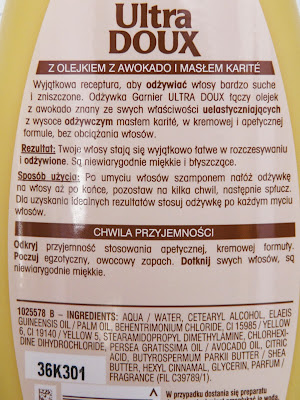 Ultra
DOUX
Z OLEJKIEM Z AWOKADO I MASŁEM KARITÉ
Wyjątkowa receptura, aby odżywiać włosy bardzo suche
i zniszczone. Odżywka Garnier ULTRA DOUX łączy olejek
z awokado znany ze swych właściwości uelastyczniających
z wysoce odżywczym masłem karité, w kremowej i apetycznej
formule, bez obciążania włosów.
Rezultat: Twoje włosy stają się wyjątkowo łatwe w rozczesywaniu
i odżywione. Są niewiarygodnie miękkie i błyszczące.
Sposób użycia: Po umyciu włosów szamponem nałóż odżywkę
na włosy aż po końce, pozostaw na kilka chwil, następnie spłucz.
Dla uzyskania idealnych rezultatów stosuj odżywkę po każdym myciu
włosów.
CHWILA PRZYJEMNOŚCI
Odkryj przyjemność stosowania apetycznej, kremowej formuły.
Poczuj egzotyczny, owocowy zapach. Dotknij swych włosów, są
niewiarygodnie miękkie.
1025578 B - INGREDIENTS: AQUA / WATER, CETEARYL ALCOHOL, ELAEIS
GUINEENSIS OIL / PALM OIL, BEHENTRIMONIUM CHLORIDE, CI 15985 / YELLOW
6, CI 19140 / YELLOW 5, STEAROPYL DIMETHYLAMINE, CHLORHEXI-
DINE DIHYDROCHLORIDE, PERSEA GRATISSIMA OIL / AVOCADO OIL, CITRIC
ACID, BUTYROSPERMUM PARKII BUTTER / SHEA
BUTTER, HEXYL CINNAMAL, GLYCERIN, PARFUM /
FRAGRANCE (FIL C39789/1).
36K301
W przypadku dostania się preparatu